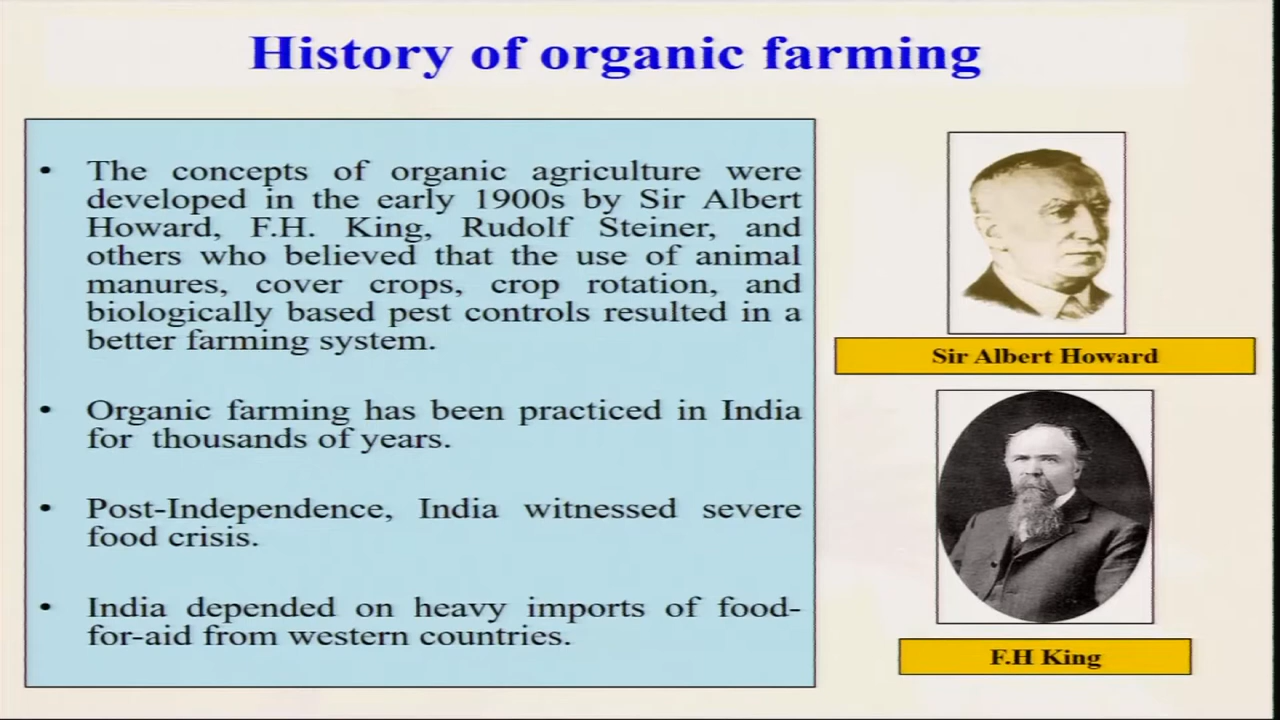 History of organic farming
• The concepts of organic agriculture were
developed in the early 1900s by Sir Albert
Howard, F.H. King, Rudolf Steiner, and
others who believed that the use of animal
manures, cover crops, crop rotation, and
biologically based pest controls resulted in a
better farming system.
• Organic farming has been practiced in India
for thousands of years.
• Post-Independence, India witnessed severe
food crisis.
• India depended on heavy imports of food-
for-aid from western countries.
Sir Albert Howard
F.H King